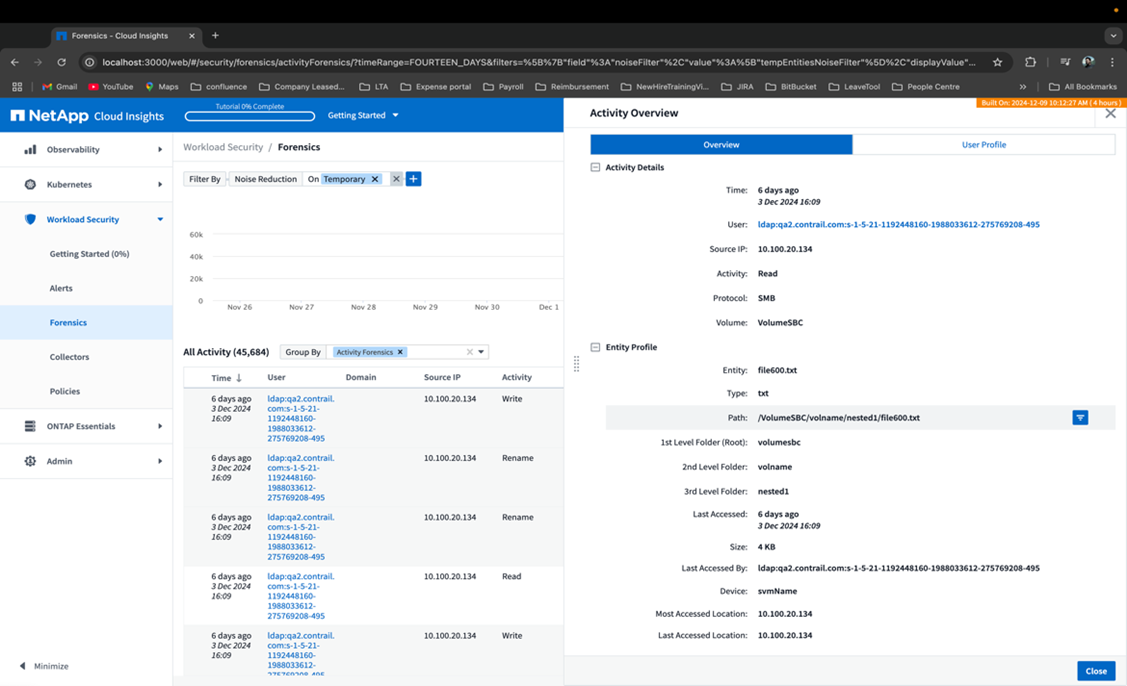 Forensics - Cloud Insights
localhost:3000/web/#/security/forensics/activityForensics/?timeRange=FOURTEEN_DAYS&filters=%5B%7B"field"%3A"noiseFilter"%2C"value"%3A%5B"tempEntitiesNoiseFilter"%5D%2C"displayValue"...
Gmail YouTube Maps confluence Company Leased... LTA Expense portal Payroll Reimbursement NewHireTrainingVi... JIRA BitBucket LeaveTool People Centre » All Bookmarks
Built On: 2024-12-09 10:12:27 AM ( 4 hours )
NetApp Cloud Insights
Tutorial 0% Complete
Getting Started
Observability
Kubernetes
Workload Security
Getting Started (0%)
Alerts
Forensics
Collectors
Policies
ONTAP Essentials
Admin
Minimize
Workload Security / Forensics
Filter By Noise Reduction On Temporary
60k
40k
20k
0
Nov 26 Nov 27 Nov 28 Nov 29 Nov 30 Dec 1
All Activity (45,684) Group By Activity Forensics
Time User Domain Source IP Activity
6 days ago
3 Dec 2024
16:09
ldap:qa2.contrail.
com:s-1-5-21-
1192448160-
1988033612-
275769208-495
10.100.20.134
Write
6 days ago
3 Dec 2024
16:09
ldap:qa2.contrail.
com:s-1-5-21-
1192448160-
1988033612-
275769208-495
10.100.20.134
Rename
6 days ago
3 Dec 2024
16:09
ldap:qa2.contrail.
com:s-1-5-21-
1192448160-
1988033612-
275769208-495
10.100.20.134
Rename
6 days ago
3 Dec 2024
16:09
ldap:qa2.contrail.
com:s-1-5-21-
1192448160-
1988033612-
275769208-495
10.100.20.134
Read
6 days ago
3 Dec 2024
16:09
ldap:qa2.contrail.
com:s-1-5-21-
1192448160-
1988033612-
275769208-495
10.100.20.134
Write
Activity Overview
Overview User Profile
Activity Details
Time: 6 days ago
3 Dec 2024 16:09
User: ldap:qa2.contrail.com:s-1-5-21-1192448160-1988033612-275769208-495
Source IP: 10.100.20.134
Activity: Read
Protocol: SMB
Volume: VolumeSBC
Entity Profile
Entity: file600.txt
Type: txt
Path: /VolumeSBC/volname/nested1/file600.txt
1st Level Folder (Root): volumesbc
2nd Level Folder: volname
3rd Level Folder: nested1
Last Accessed: 6 days ago
3 Dec 2024 16:09
Size: 4 KB
Last Accessed By: ldap:qa2.contrail.com:s-1-5-21-1192448160-1988033612-275769208-495
Device: svmName
Most Accessed Location: 10.100.20.134
Last Accessed Location: 10.100.20.134
Close